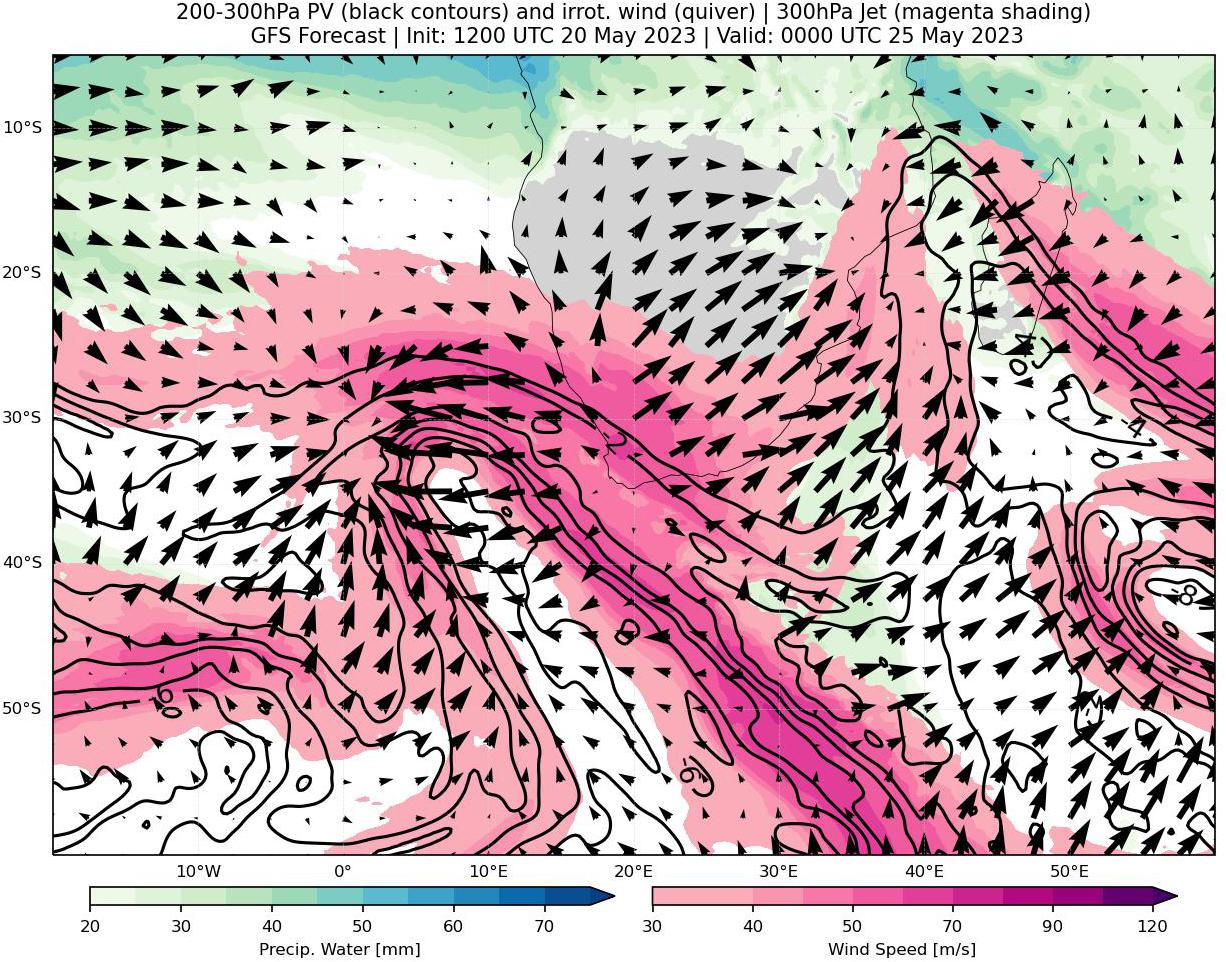 200-300hPa PV (black contours) and irrot. wind (quiver) | 300hPa Jet (magenta shading)
GFS Forecast | Init: 1200 UTC 20 May 2023 | Valid: 0000 UTC 25 May 2023
10°S
20°S
30°S
40°S
50°S
-4
-2
-4
-8
-6
-2
-6
10°W
0°
10°E
20°E
30°E
40°E
50°E
20
30
40
50
60
70
Precip. Water [mm]
30
40
50
70
90
120
Wind Speed [m/s]